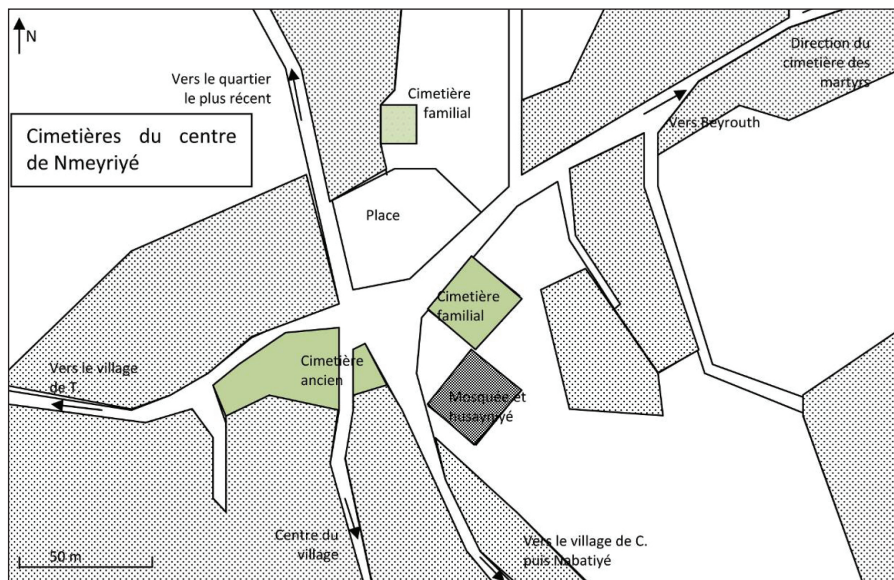 N
Vers le quartier
le plus récent
Cimetières du centre
de Nmeyriyé
Cimetière
familial
Direction du
cimetière des
martyrs
Vers Beyrouth
Place
Cimetière
familial
Cimetière
ancien
Vers le village
de T.
Mosquée et
husayniyé
Centre du
village
Vers le village de C.
puis Nabatiyé
50 m